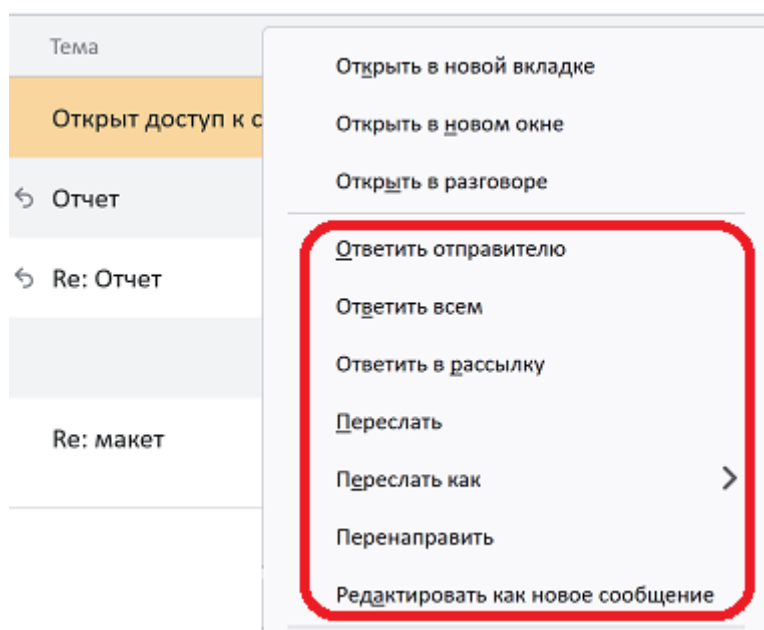 Тема
Открыт доступ к с
Отчет
Re: Отчет
Re: макет
Открыть в новой вкладке
Открыть в новом окне
Открыть в разговоре
Ответить отправителю
Ответить всем
Ответить в рассылку
Переслать
Переслать как
Перенаправить
Редактировать как новое сообщение